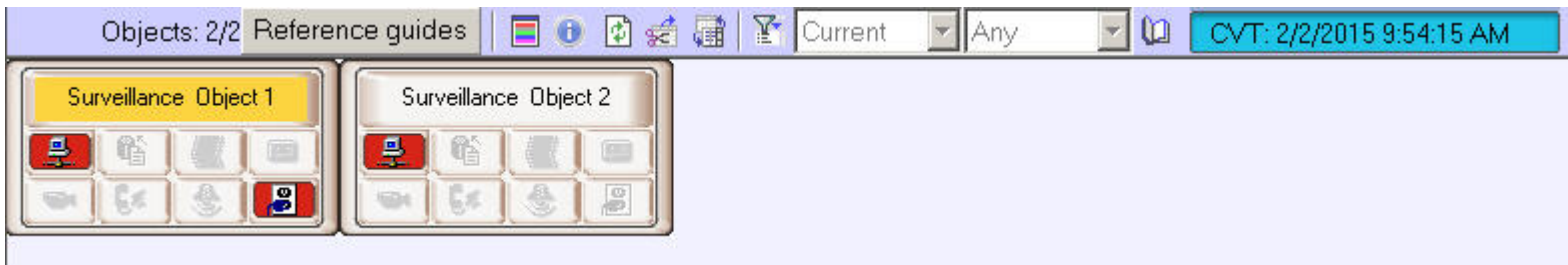 Objects: 2/2 Reference guides Current Any CVT: 2/2/2015 9:54:15 AM
Surveillance Object 1 Surveillance Object 2